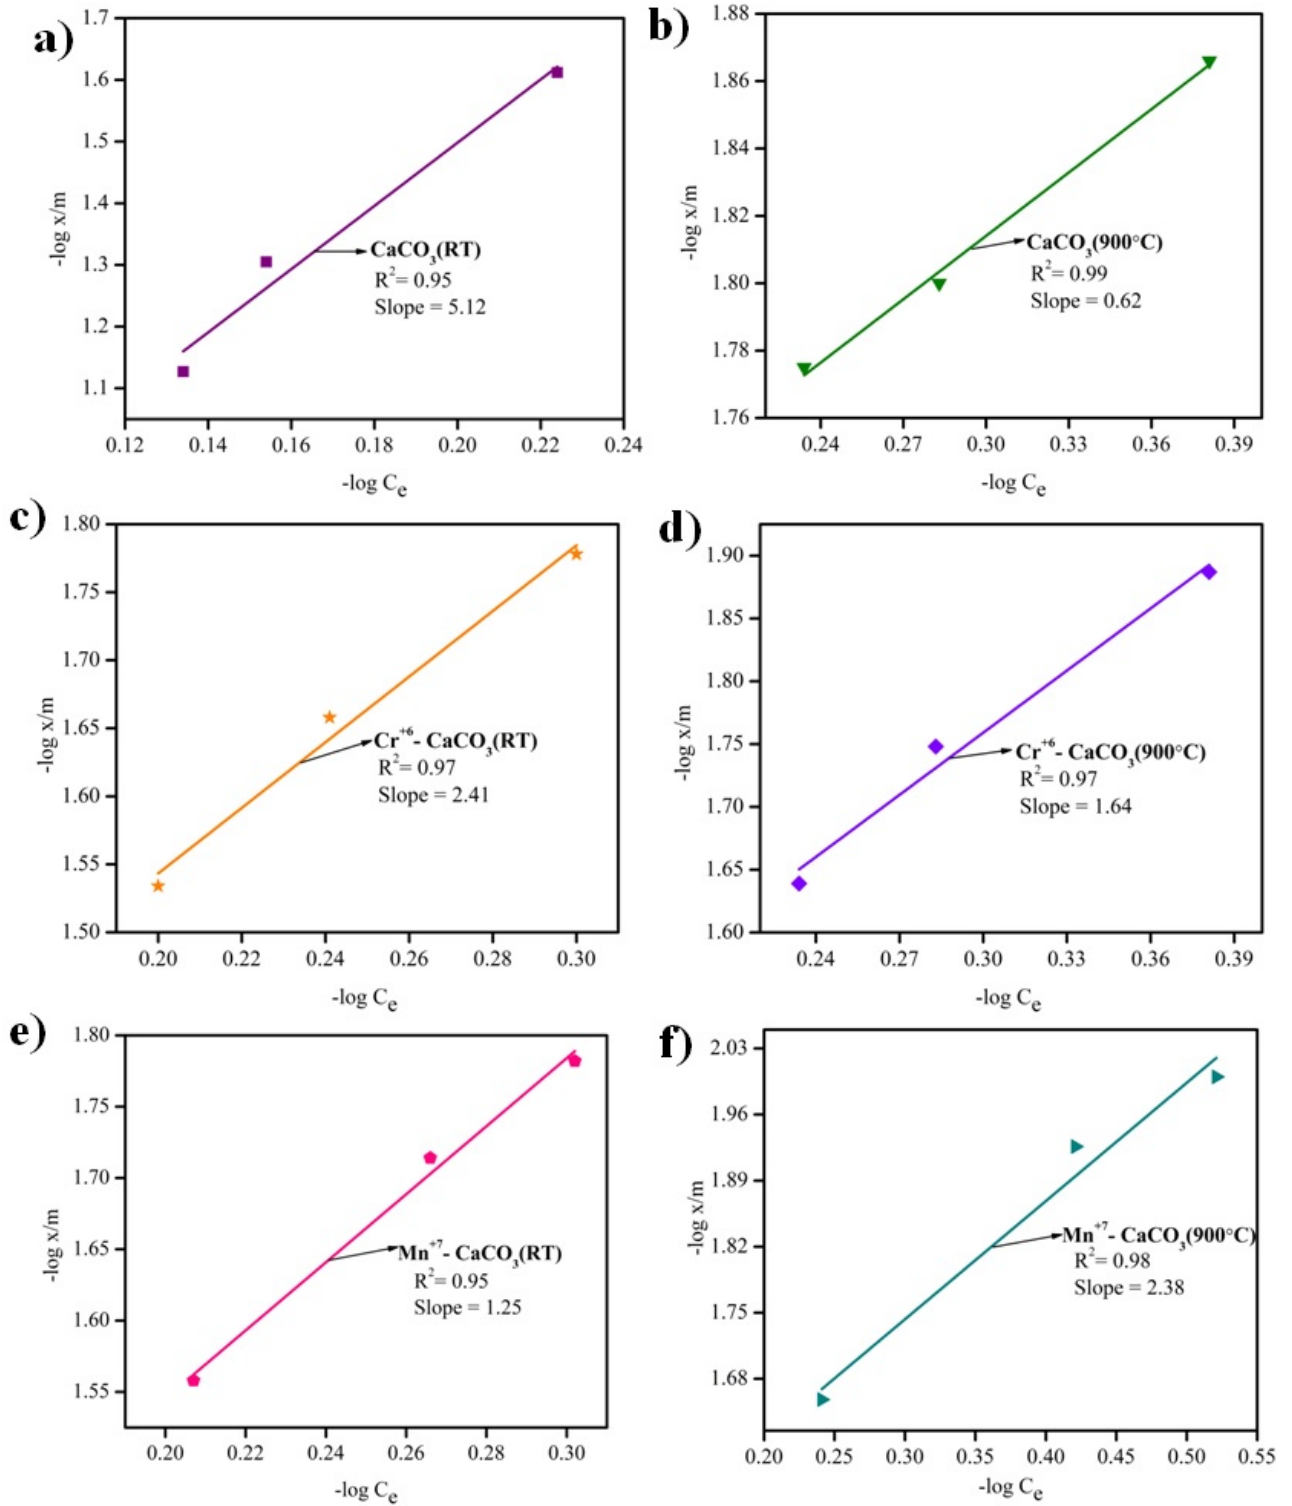 a)
1.7
1.6
1.5
1.4
1.3
1.2
1.1
-log x/m
CaCO3(RT)
R2= 0.95
Slope = 5.12
0.12 0.14 0.16 0.18 0.20 0.22 0.24
-log Ce
b)
1.88
1.86
1.84
1.82
1.80
1.78
1.76
-log x/m
CaCO3(900°C)
R2= 0.99
Slope = 0.62
0.24 0.27 0.30 0.33 0.36 0.39
-log Ce
c)
1.80
1.75
1.70
1.65
1.60
1.55
1.50
-log x/m
Cr+6- CaCO3(RT)
R2= 0.97
Slope = 2.41
0.20 0.22 0.24 0.26 0.28 0.30
-log Ce
d)
1.90
1.85
1.80
1.75
1.70
1.65
1.60
-log x/m
Cr+6- CaCO3(900°C)
R2= 0.97
Slope = 1.64
0.24 0.27 0.30 0.33 0.36 0.39
-log Ce
e)
1.80
1.75
1.70
1.65
1.60
1.55
-log x/m
Mn+7- CaCO3(RT)
R2= 0.95
Slope = 1.25
0.20 0.22 0.24 0.26 0.28 0.30
-log Ce
f)
2.03
1.96
1.89
1.82
1.75
1.68
-log x/m
Mn+7- CaCO3(900°C)
R2= 0.98
Slope = 2.38
0.20 0.25 0.30 0.35 0.40 0.45 0.50 0.55
-log Ce